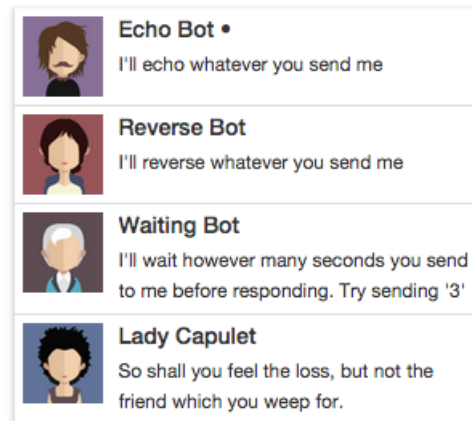 Echo Bot •
I'll echo whatever you send me
Reverse Bot
I'll reverse whatever you send me
Waiting Bot
I'll wait however many seconds you send
to me before responding. Try sending '3'
Lady Capulet
So shall you feel the loss, but not the
friend which you weep for.